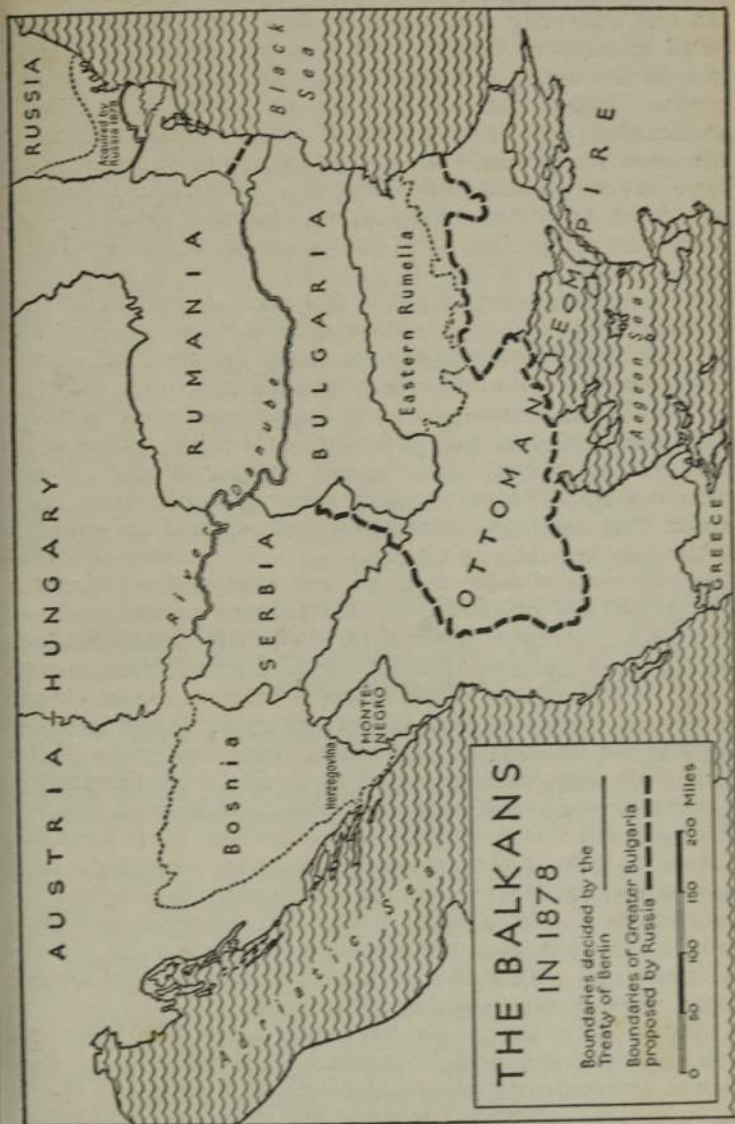 RUSSIA
Acquired by
Russia 1878
AUSTRIA - HUNGARY
RUMANIA
Black
Sea
River Danube
BULGARIA
SERBIA
Bosnia
Herzegovina
MONTE-
NEGRO
Eastern Rumelia
OTTOMAN EMPIRE
Adriatic Sea
Aegean Sea
GREECE
THE BALKANS
IN 1878
Boundaries decided by the
Treaty of Berlin
Boundaries of Greater Bulgaria
proposed by Russia
0 50 100 150 200 Miles